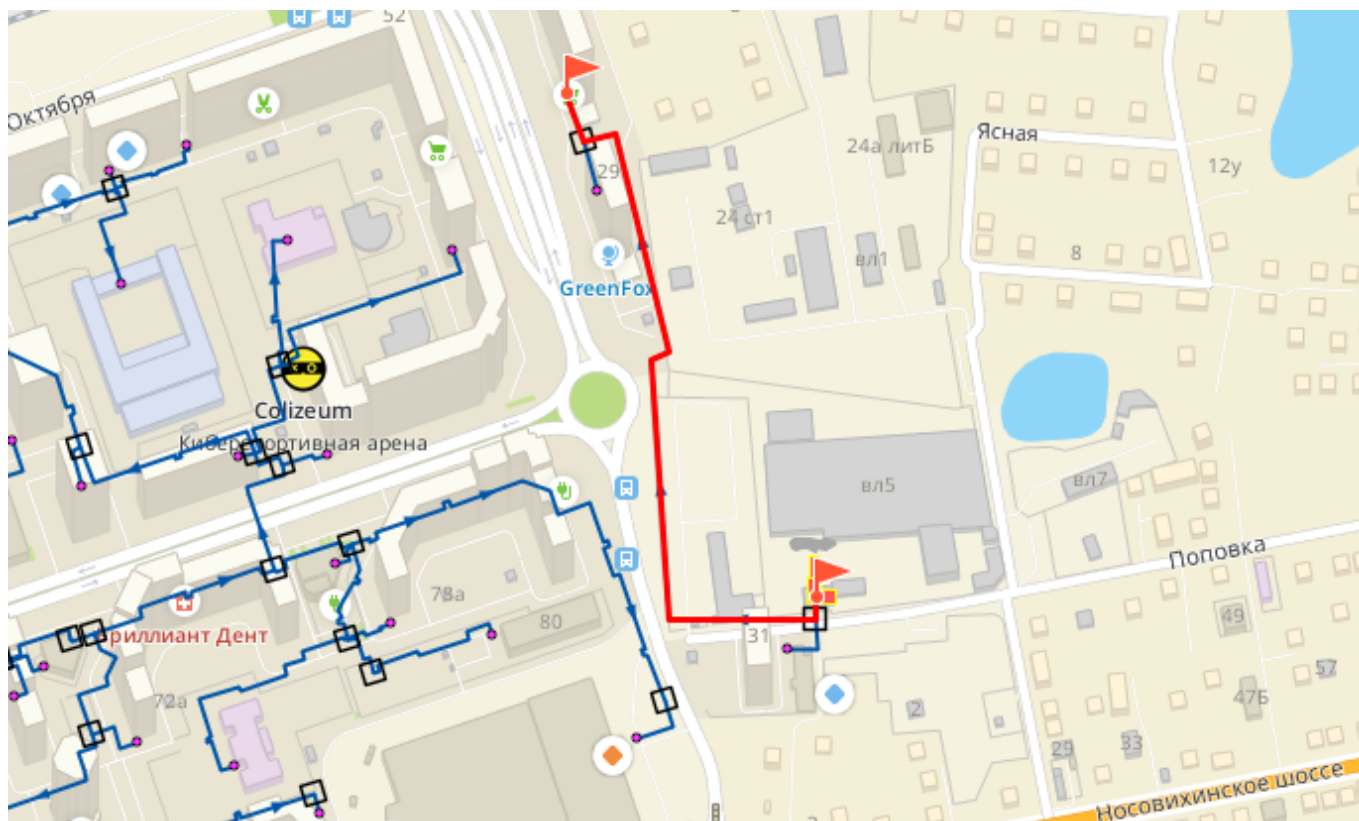 52
Октября
Ясная
24а литБ
12у
29
24 ст1
8
вл1
GreenFox
Colizeum
Киберспортивная арена
вл5
вл7
Поповка
78а
80
31
49
риллиант Дент
57
72а
47Б
2
29
33
Носовихинское шоссе